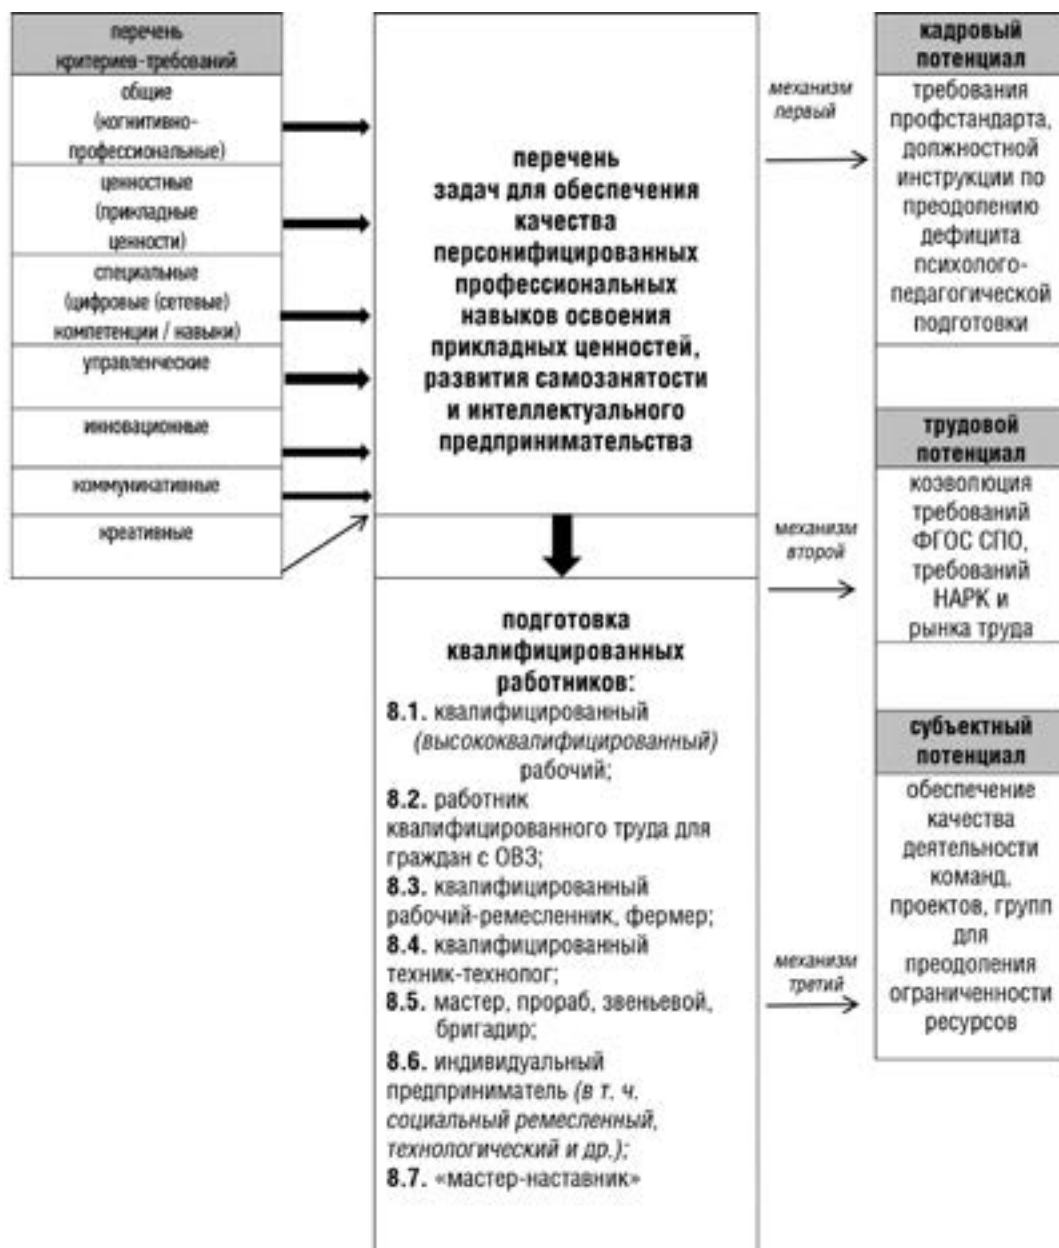 перечень
критериев-требований
общие
(когнитивно-
профессиональные)
ценностные
(прикладные
ценности)
специальные
(цифровые (сетевые)
компетенции / навыки)
управленческие
инновационные
коммуникативные
креативные
перечень
задач для обеспечения
качества
персонифицированных
профессиональных
навыков освоения
прикладных ценностей,
развития самозанятости
и интеллектуального
предпринимательства
подготовка
квалифицированных
работников:
8.1. квалифицированный
(высококвалифицированный)
рабочий;
8.2. работник
квалифицированного труда для
граждан с ОВЗ;
8.3. квалифицированный
рабочий-ремесленник, фермер;
8.4. квалифицированный
техник-технолог;
8.5. мастер, прораб, звеньевой,
бригадир;
8.6. индивидуальный
предприниматель (в т. ч.
социальный ремесленный,
технологический и др.);
8.7. «мастер-наставник»
механизм
первый
механизм
второй
механизм
третий
кадровый
потенциал
требования
профстандарта,
должностной
инструкции по
преодолению
дефицита
психолого-
педагогической
подготовки
трудовой
потенциал
коэволюция
требований
ФГОС СПО,
требований
НАРК и
рынка труда
субъектный
потенциал
обеспечение
качества
деятельности
команд,
проектов, групп
для
преодоления
ограниченности
ресурсов